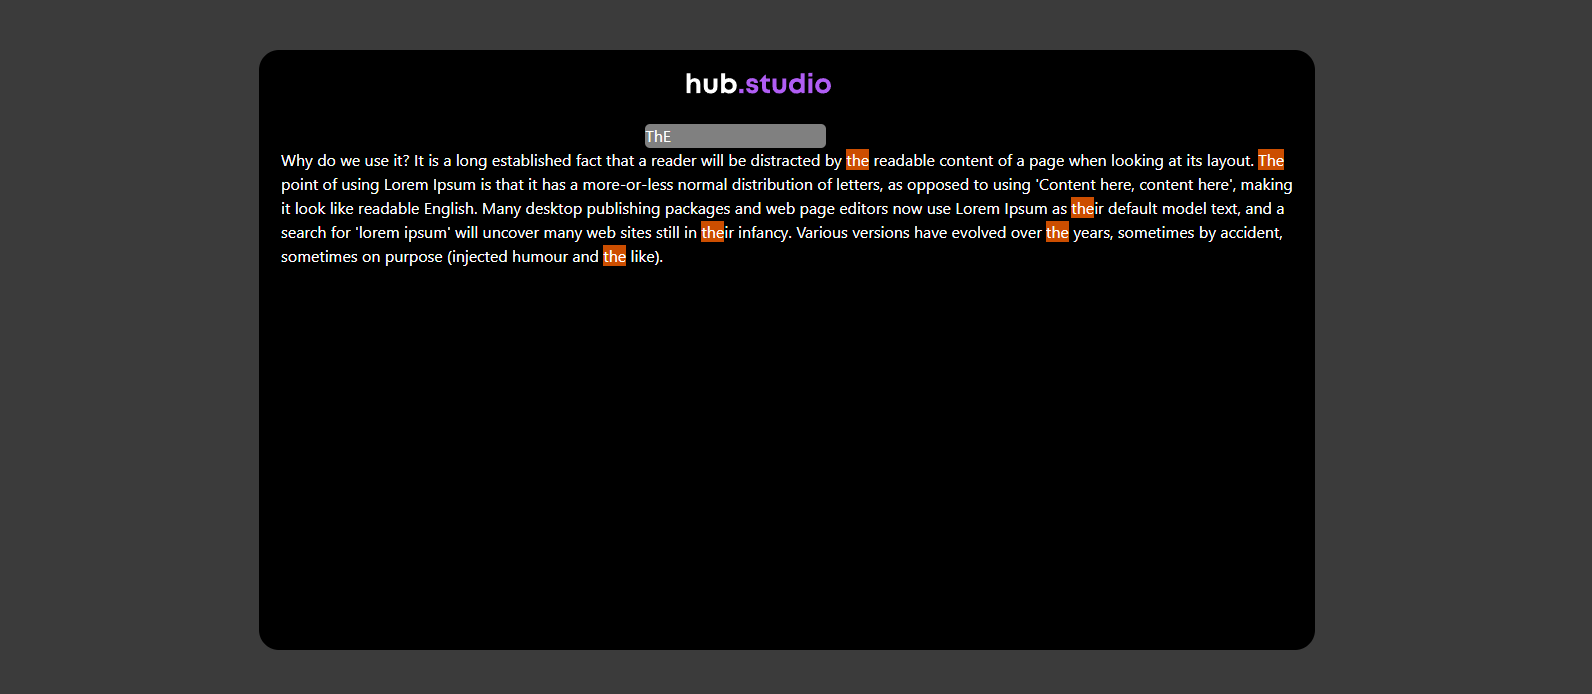 hub.studio
ThE
Why do we use it? It is a long established fact that a reader will be distracted by the readable content of a page when looking at its layout. The
point of using Lorem Ipsum is that it has a more-or-less normal distribution of letters, as opposed to using 'Content here, content here', making
it look like readable English. Many desktop publishing packages and web page editors now use Lorem Ipsum as their default model text, and a
search for 'lorem ipsum' will uncover many web sites still in their infancy. Various versions have evolved over the years, sometimes by accident,
sometimes on purpose (injected humour and the like).